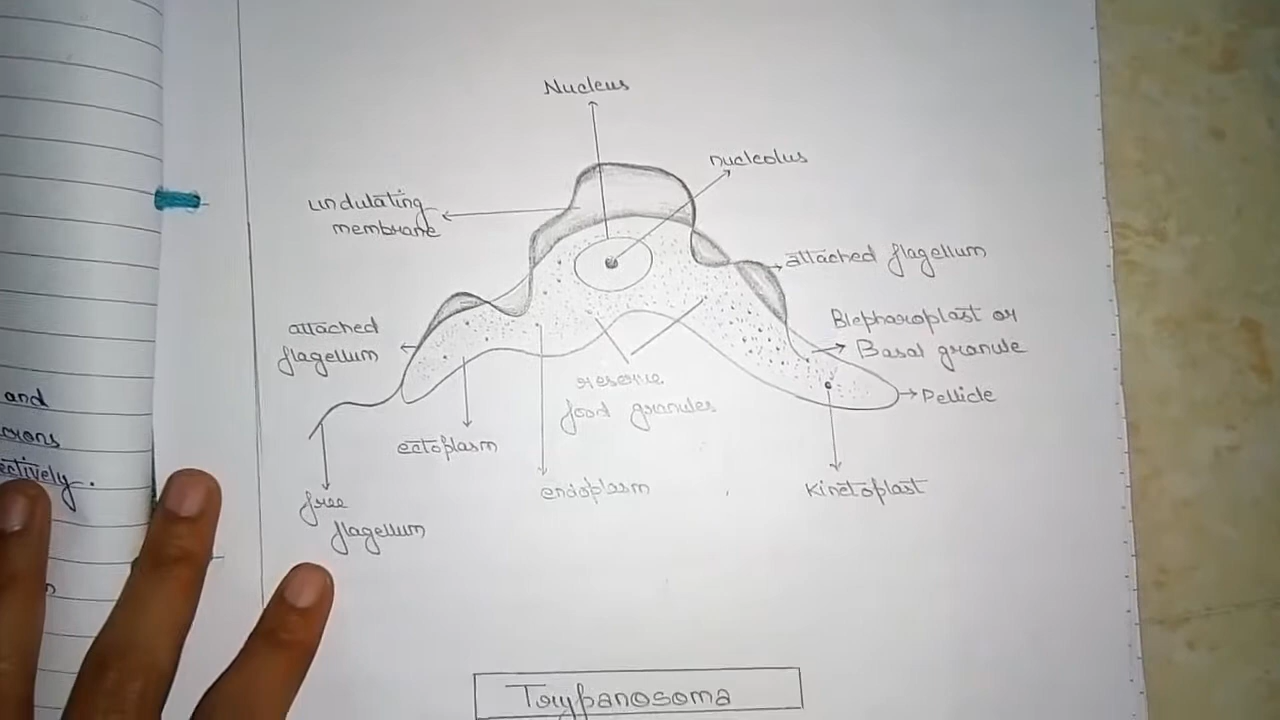 Nucleus
nucleolus
undulating
membrane
attached flagellum
attached
flagellum
Blepharoplast or
Basal granule
reserve
food granules
Pellicle
and
ectoplasm
ectively.
endoplasm
Kinetoplast
free
flagellum
Trypanosoma